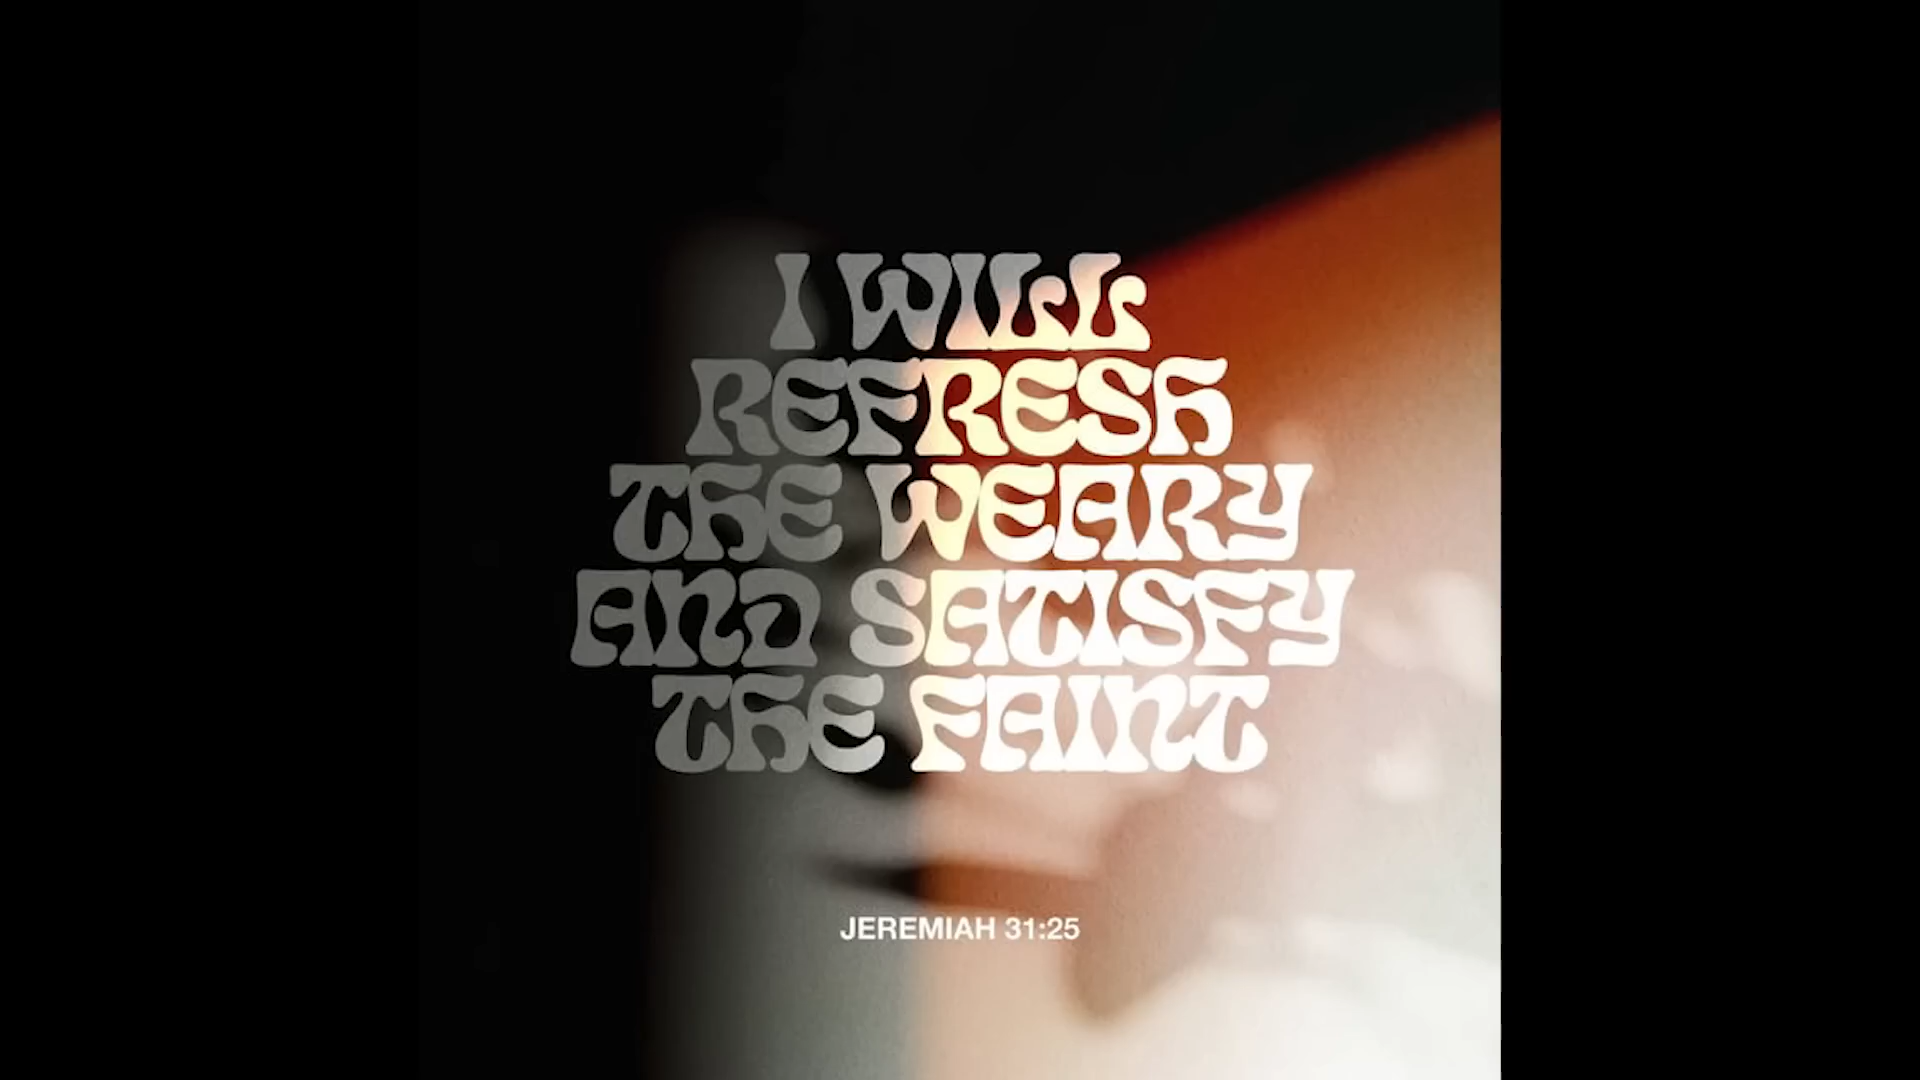 I WILL
REFRESH
THE WEARY
AND SATISFY
THE FAINT
JEREMIAH 31:25